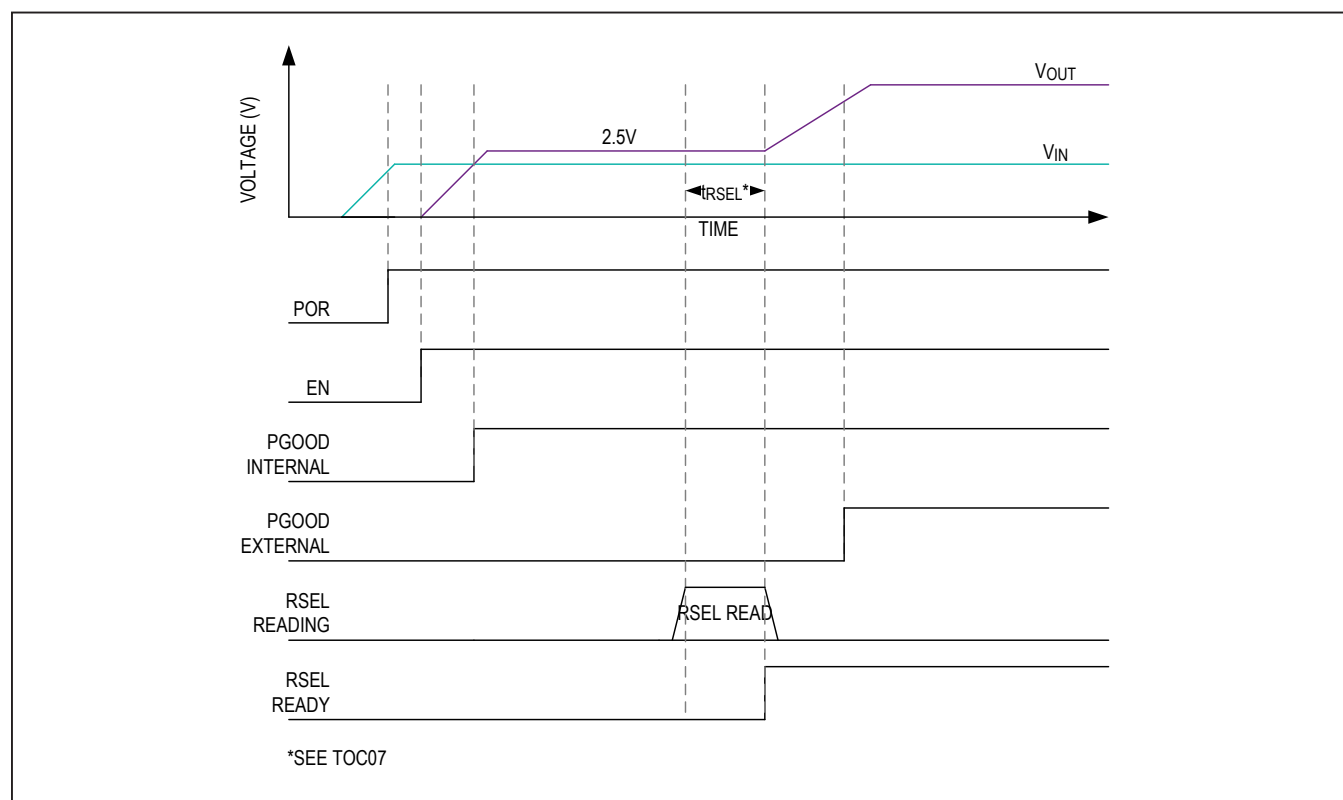 VOLTAGE (V)
VOUT
2.5V
VIN
tRSEL*
TIME
POR
EN
PGOOD
INTERNAL
PGOOD
EXTERNAL
RSEL
READING
RSEL READ
RSEL
READY
*SEE TOC07